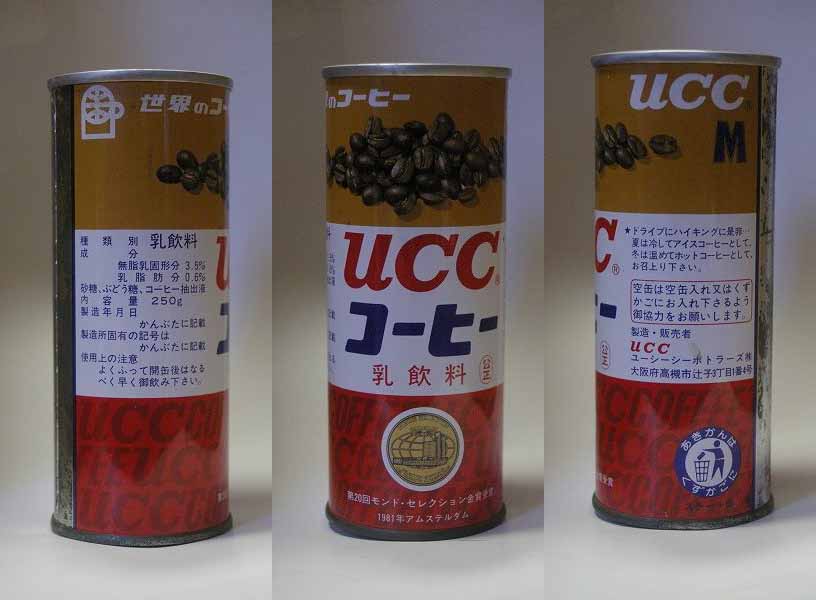 世界のコー
種類別 乳飲料
成分
無脂乳固形分 3.5%
乳脂肪分 0.6%
砂糖、ぶどう糖、コーヒー抽出液
内容量 250g
製造年月日
かんぶたに記載
製造所固有の記号は
かんぶたに記載
使用上の注意
よくふって開缶後はなる
べく早く御飲み下さい。
のコーヒー
UCC®
コーヒー
乳飲料 公正
第20回モンド・セレクション金賞受賞
1981年アムステルダム
UCC®
M
★ドライブにハイキングに是非…
夏は冷してアイスコーヒーとして、
冬は温めてホットコーヒーとして、
お召上り下さい。
空缶は空缶入れ又はくず
かごにお入れ下さるよう
御協力をお願いします。
製造・販売者
UCC
ユーシーシーボトラーズ㈱
大阪府高槻市辻子3丁目1番4号
あきかんは
くずかごに
スチール缶